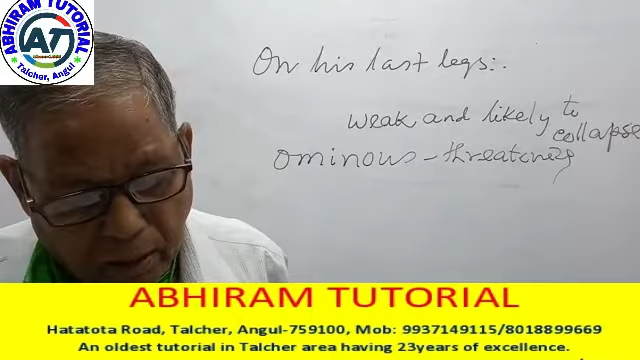 ABHIRAM TUTORIAL
AT
Talcher, Angul
On his last legs:.
weak and likely to
collapse
Ominous - threatening
ABHIRAM TUTORIAL
Hatatota Road, Talcher, Angul-759100, Mob: 9937149115/8018899669
An oldest tutorial in Talcher area having 23years of excellence.